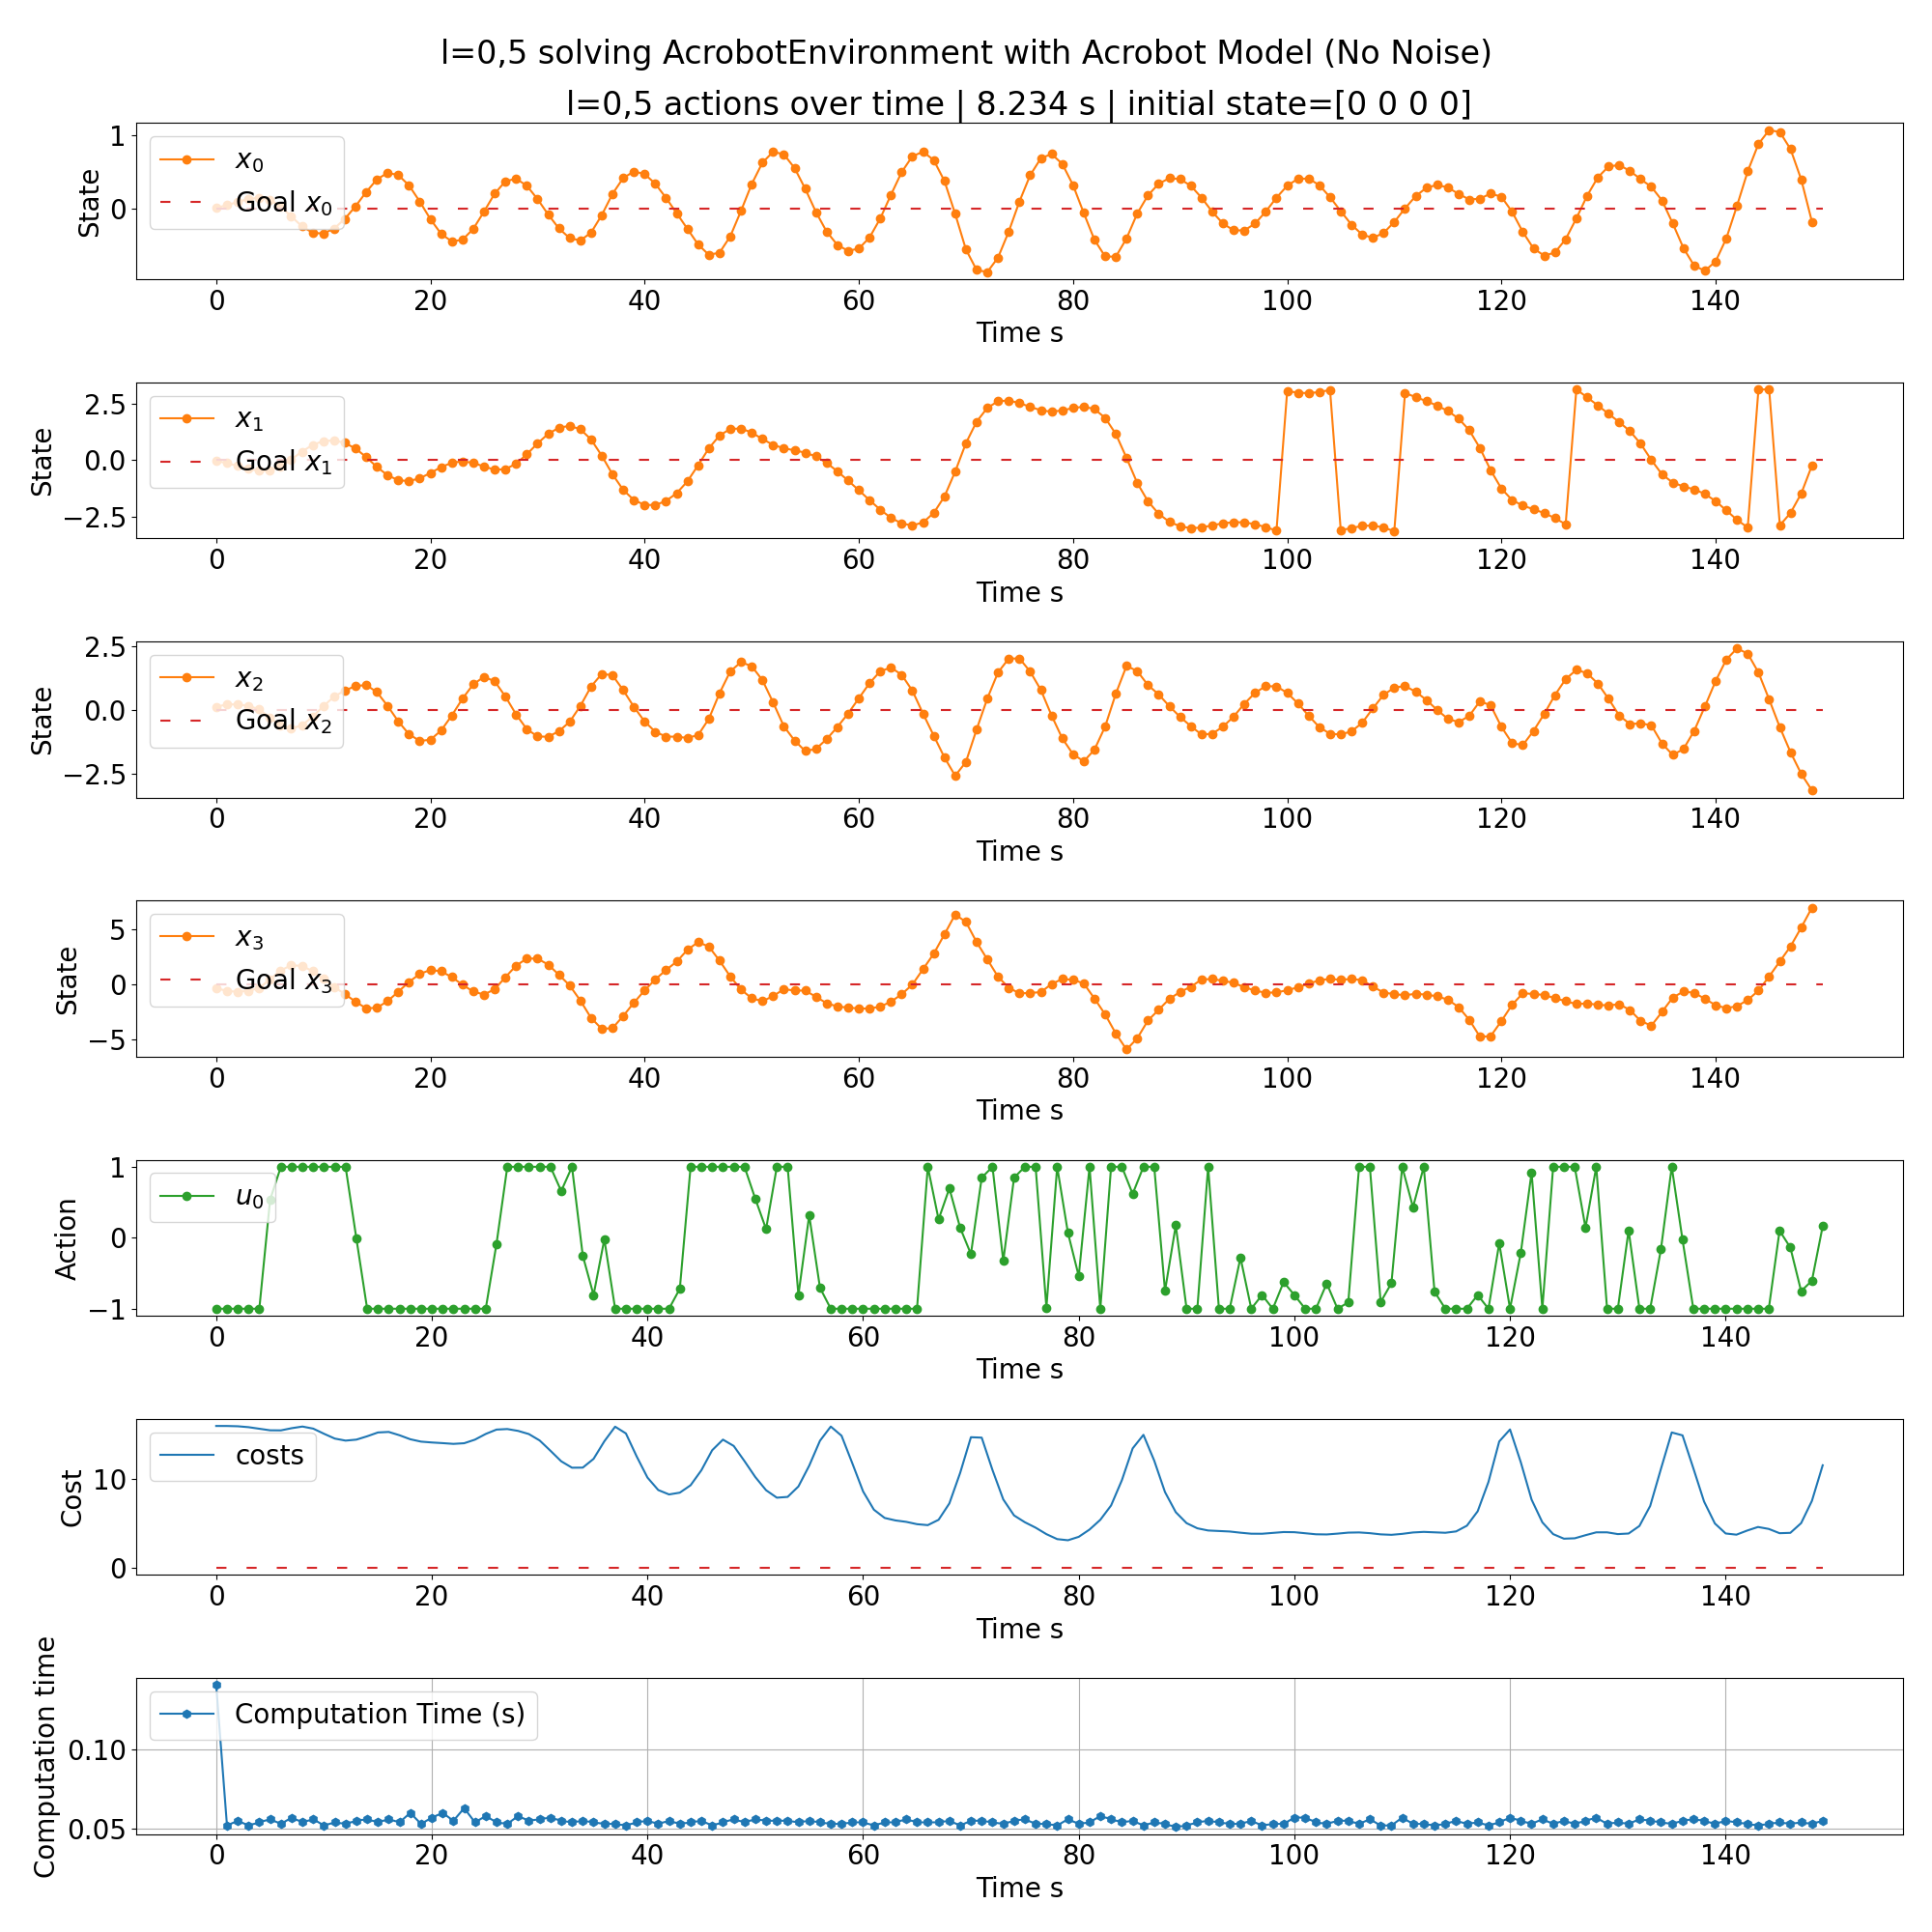 l=0,5 solving AcrobotEnvironment with Acrobot Model (No Noise)
l=0,5 actions over time | 8.234 s | initial state=[0 0 0 0]
State
1
0
x0
Goal x0
0 20 40 60 80 100 120 140
Time s
State
2.5
0.0
−2.5
x1
Goal x1
0 20 40 60 80 100 120 140
Time s
State
2.5
0.0
−2.5
x2
Goal x2
0 20 40 60 80 100 120 140
Time s
State
5
0
−5
x3
Goal x3
0 20 40 60 80 100 120 140
Time s
Action
1
0
−1
u0
0 20 40 60 80 100 120 140
Time s
Cost
10
0
costs
0 20 40 60 80 100 120 140
Time s
Computation time
0.10
0.05
Computation Time (s)
0 20 40 60 80 100 120 140
Time s